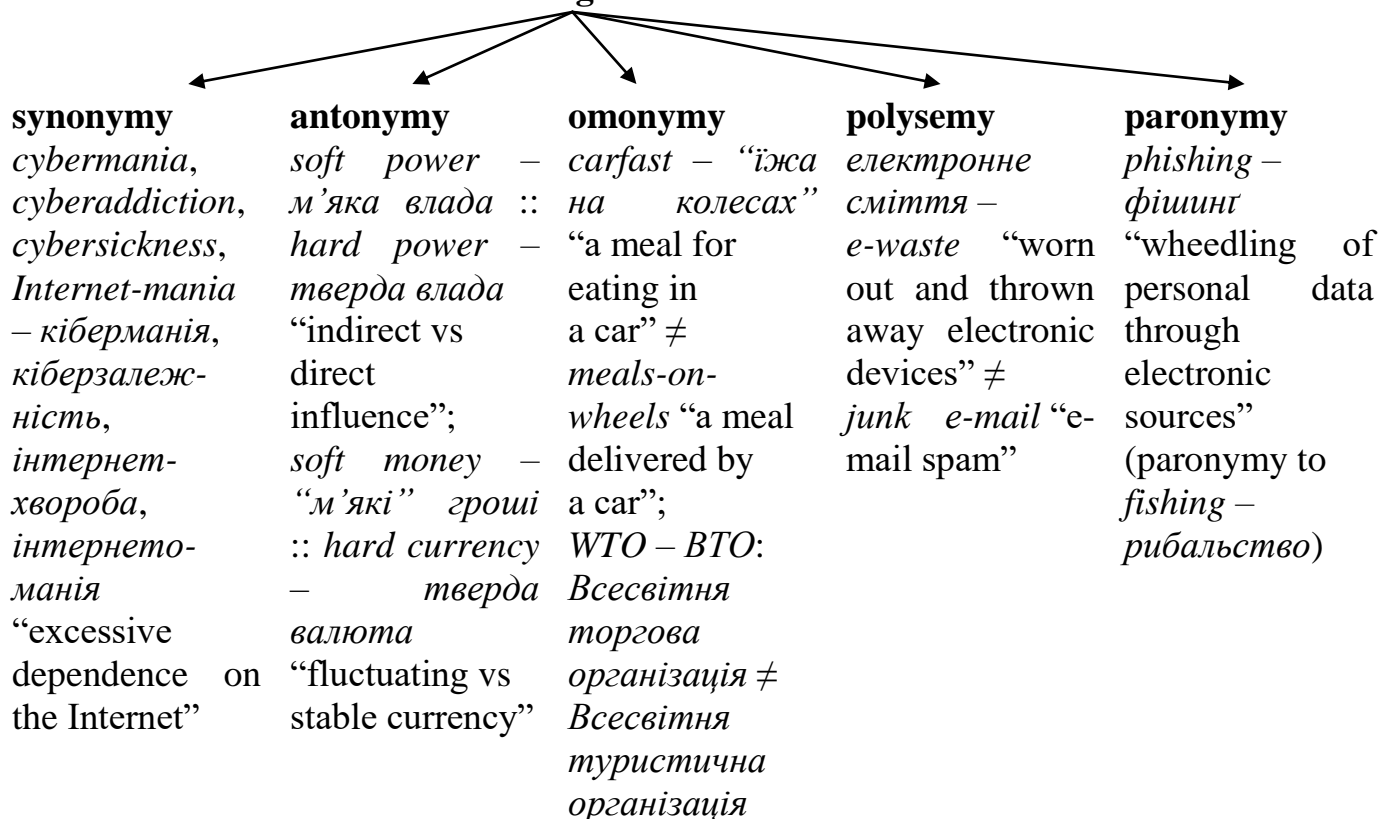 synonymy
cybermania,
cyberaddiction,
cybersickness,
Internet-mania
– кіберманія,
кіберзалеж-
ність,
інтернет-
хвороба,
інтернето-
манія
“excessive
dependence on
the Internet”
antonymy
soft power –
м’яка влада ::
hard power –
тверда влада
“indirect vs
direct
influence”;
soft money –
“м’які” гроші
:: hard currency
– тверда
валюта
“fluctuating vs
stable currency”
omonymy
carfast – “їжа
на колесах”
“a meal for
eating in
a car” ≠
meals-on-
wheels “a meal
delivered by
a car”;
WTO – ВТО:
Всесвітня
торгова
організація ≠
Всесвітня
туристична
організація
polysemy
електронне
сміття –
e-waste “worn
out and thrown
away electronic
devices” ≠
junk e-mail “e-
mail spam”
paronymy
phishing –
фішинґ
“wheedling of
personal data
through
electronic
sources”
(paronymy to
fishing –
рибальство)